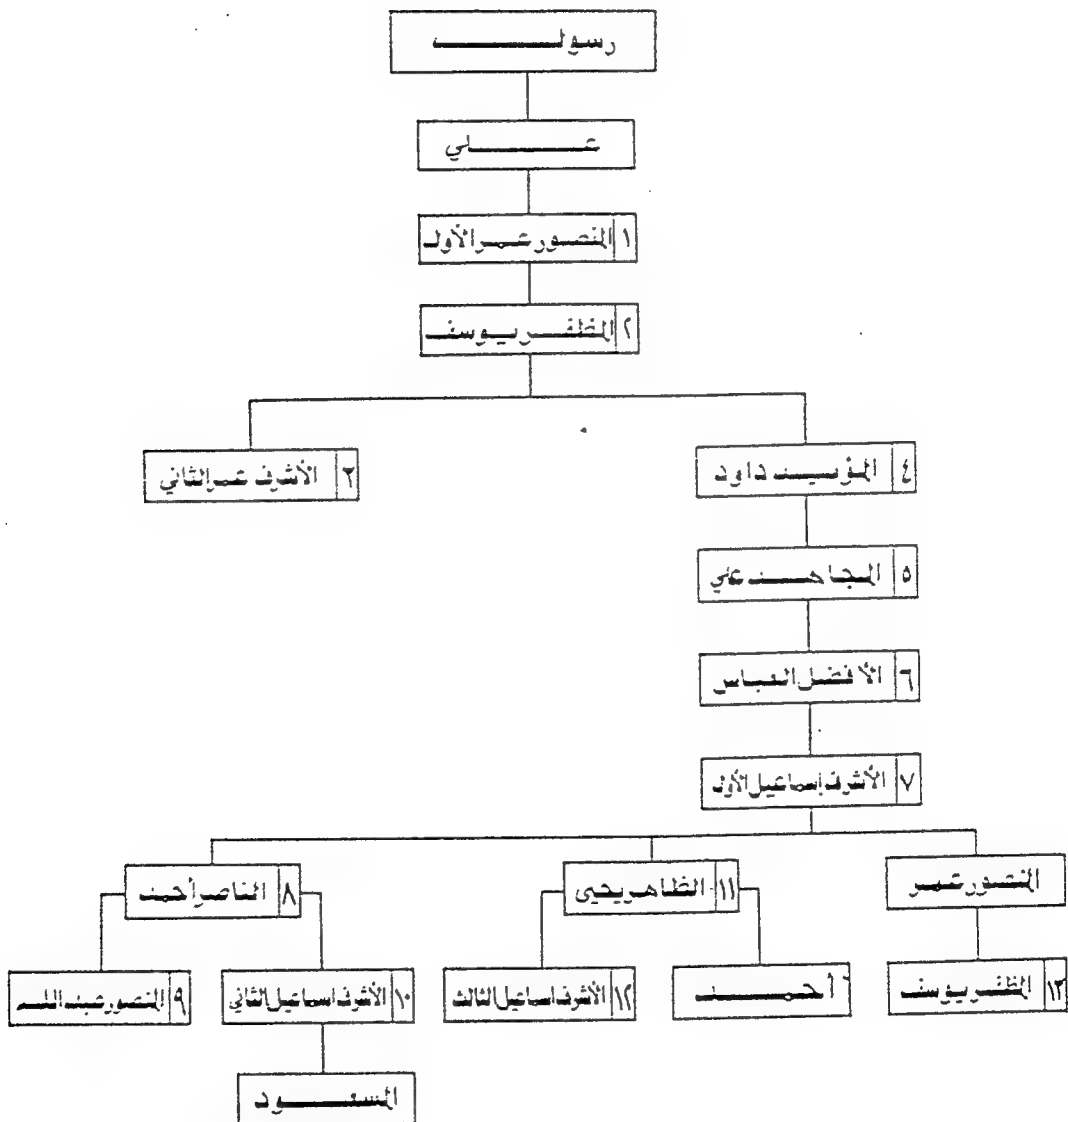 رسول
علي
١ المنصور عمر الأول
٢ المظفر يوسف
٤ المؤيد داود
٣ الأشرف عمر الثاني
٥ المجاهد علي
٦ الأفضل العباس
٧ الأشرف إسماعيل الأول
المنصور عمر
١١ الظاهر يحيى
٨ الناصر أحمد
١٣ المظفر يوسف
أحمد
١٢ الأشرف اسماعيل الثالث
١٠ الأشرف اسماعيل الثاني
٩ المنصور عبد الله
المسعود